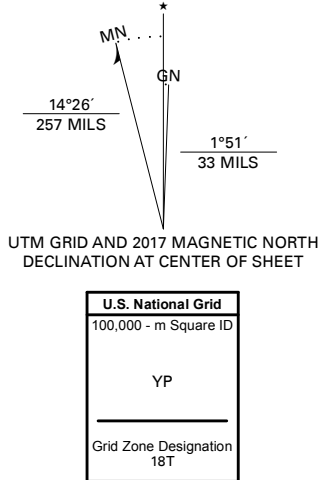 ★
MN
GN
14°26´
257 MILS
1°51´
33 MILS
UTM GRID AND 2017 MAGNETIC NORTH
DECLINATION AT CENTER OF SHEET
U.S. National Grid
100,000 - m Square ID
YP
Grid Zone Designation
18T